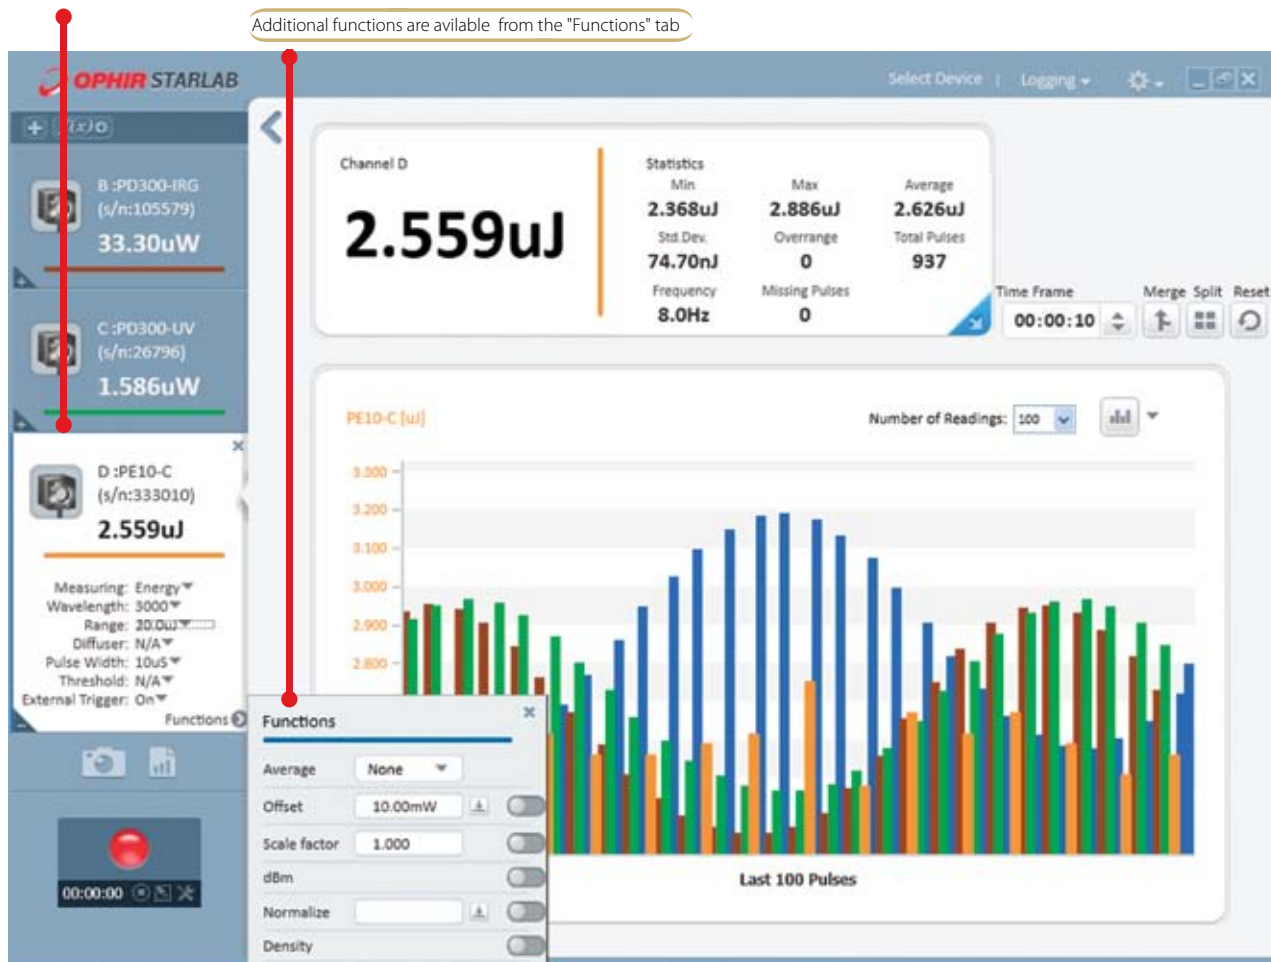 Additional functions are avilable from the "Functions" tab
OPHIR STARLAB
Select Device | Logging
f(x)
B :PD300-IRG
(s/n:105579)
33.30uW
C :PD300-UV
(s/n:26796)
1.586uW
D :PE10-C
(s/n:333010)
2.559uJ
Measuring: Energy
Wavelength: 3000
Range: 20.0uJ
Diffuser: N/A
Pulse Width: 10uS
Threshold: N/A
External Trigger: On
Functions
00:00:00
Channel D
2.559uJ
Statistics
Min Max Average
2.368uJ 2.886uJ 2.626uJ
Std.Dev. Overrange Total Pulses
74.70nJ 0 937
Frequency Missing Pulses
8.0Hz 0
Time Frame Merge Split Reset
00:00:10
PE10-C [uJ]
Number of Readings: 100
3.300
3.200
3.100
3.000
2.900
2.800
Last 100 Pulses
Functions
Average None
Offset 10.00mW
Scale factor 1.000
dBm
Normalize
Density